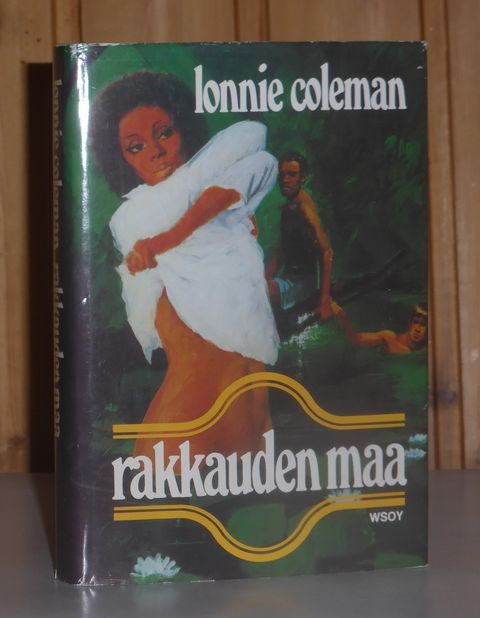 lonnie coleman
rakkauden maa
WSOY
lonnie coleman rakkauden maa